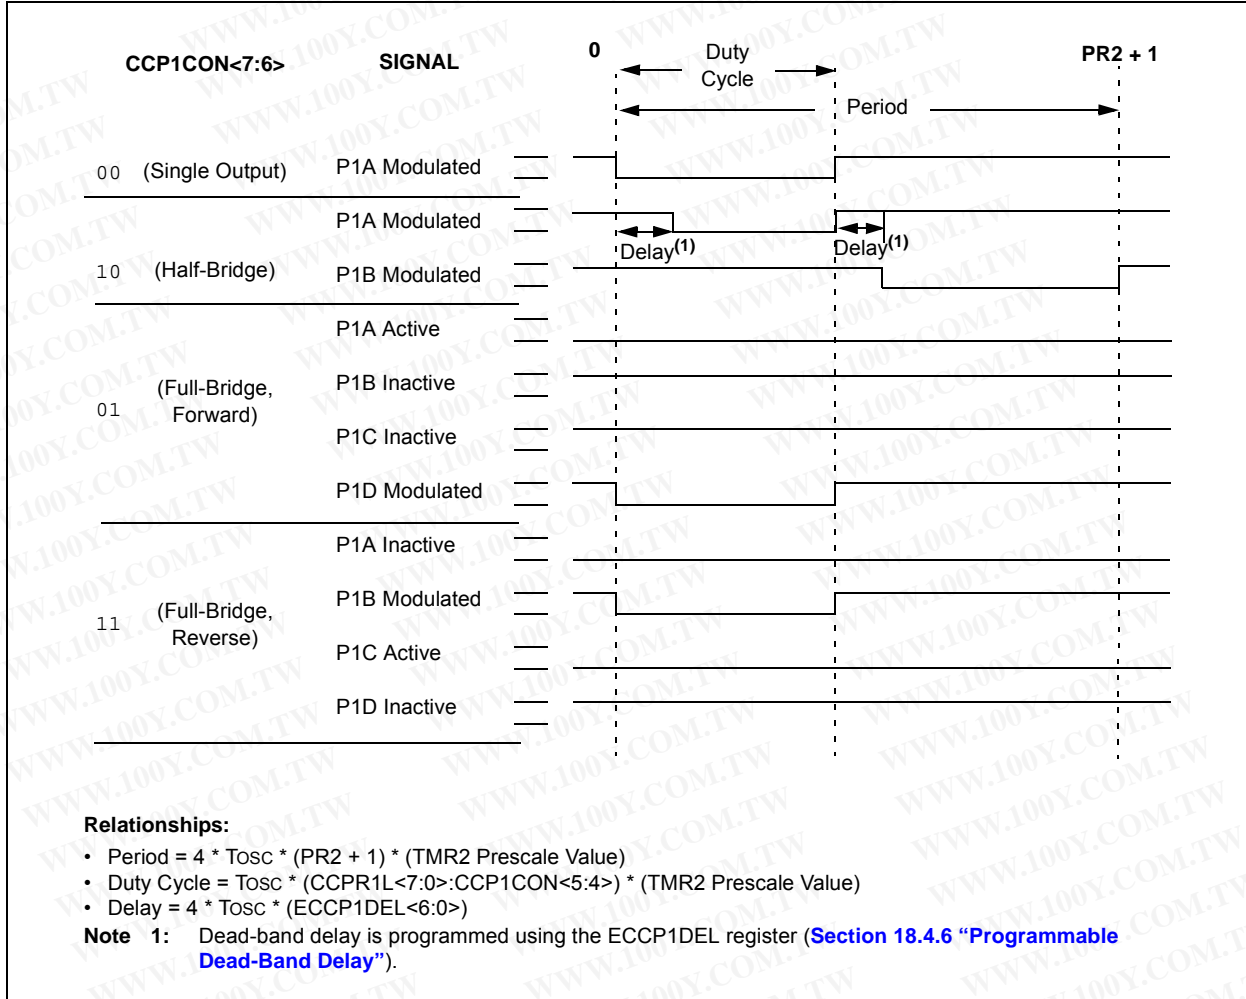 CCP1CON<7:6> SIGNAL 0 Duty Cycle PR2 + 1
Period
00 (Single Output) P1A Modulated
P1A Modulated
Delay(1) Delay(1)
10 (Half-Bridge)
P1B Modulated
P1A Active
P1B Inactive
01 (Full-Bridge, Forward)
P1C Inactive
P1D Modulated
P1A Inactive
P1B Modulated
11 (Full-Bridge, Reverse)
P1C Active
P1D Inactive
Relationships:
• Period = 4 * TOSC * (PR2 + 1) * (TMR2 Prescale Value)
• Duty Cycle = TOSC * (CCPR1L<7:0>:CCP1CON<5:4>) * (TMR2 Prescale Value)
• Delay = 4 * TOSC * (ECCP1DEL<6:0>)
Note 1: Dead-band delay is programmed using the ECCP1DEL register (Section 18.4.6 “Programmable
Dead-Band Delay”).
WWW.100Y.COM.TW